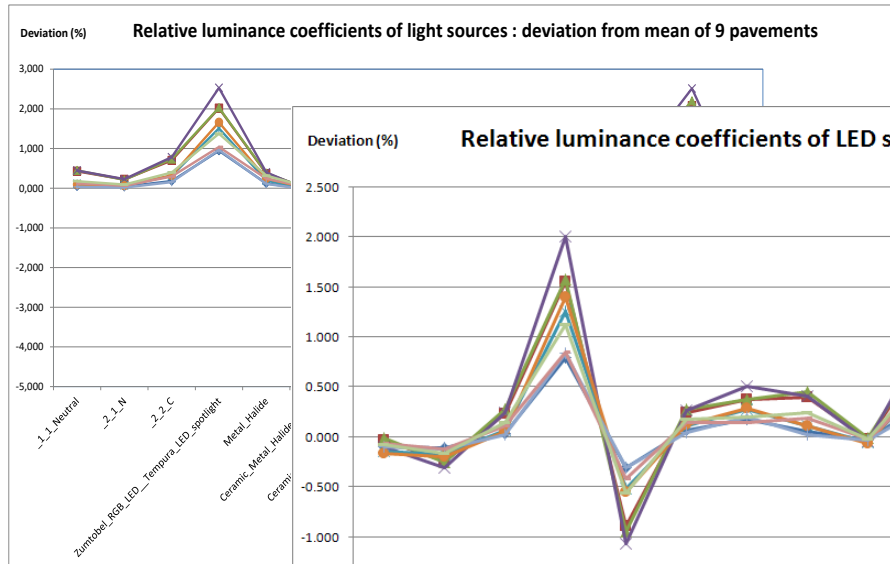 Relative luminance coefficients of light sources : deviation from mean of 9 pavements
Deviation (%)
3,000
2,000
1,000
0,000
-1,000
-2,000
-3,000
-4,000
-5,000
_1_1_Neutral
_2_1_N
_2_2_C
Zumtobel_RGB_LED__Tempura_LED_spotlight
Metal_Halide
Ceramic_Metal_Halide
Cerami
Relative luminance coefficients of LED s
Deviation (%)
2.500
2.000
1.500
1.000
0.500
0.000
-0.500
-1.000